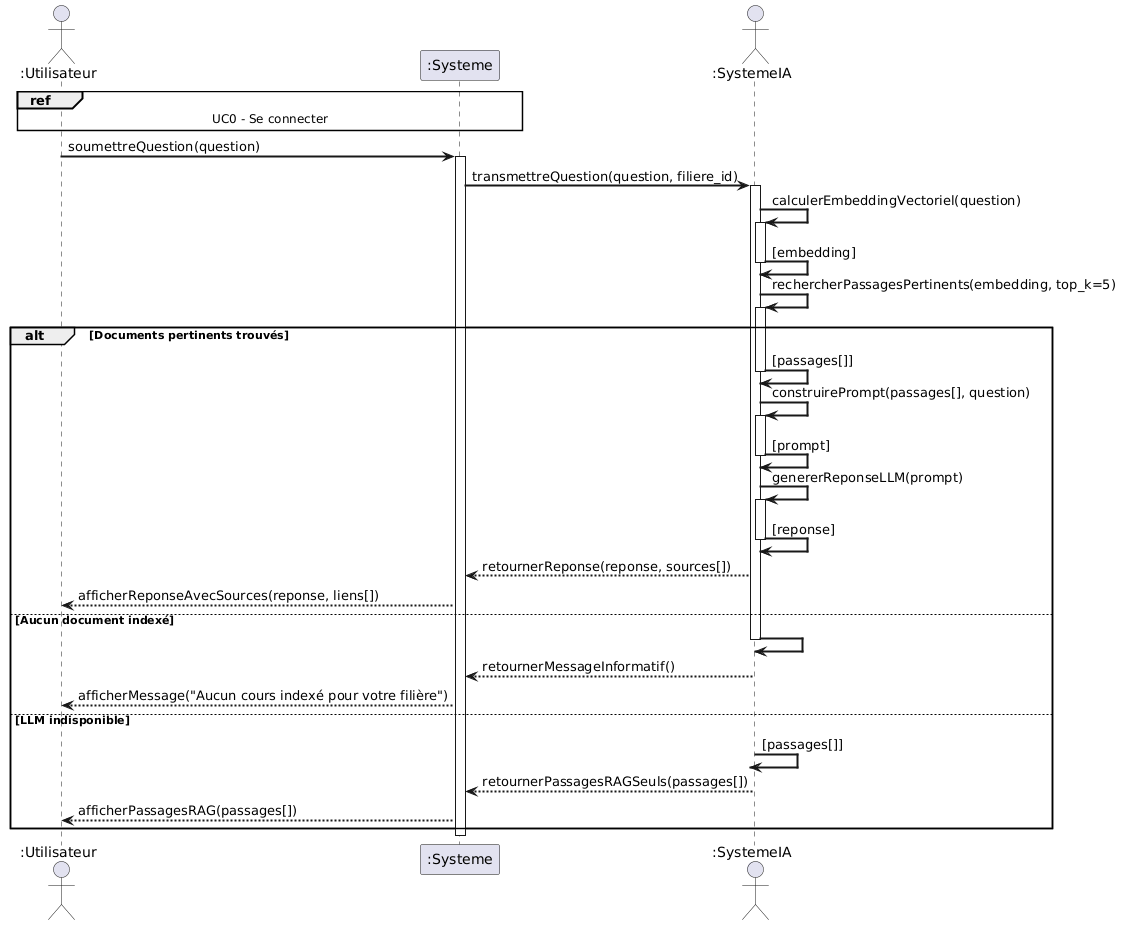 :Utilisateur
:Systeme
:SystemeIA
ref
UC0 - Se connecter
soumettreQuestion(question)
transmettreQuestion(question, filiere_id)
calculerEmbeddingVectoriel(question)
[embedding]
rechercherPassagesPertinents(embedding, top_k=5)
alt
[Documents pertinents trouvés]
[passages[]]
construirePrompt(passages[], question)
[prompt]
genererReponseLLM(prompt)
[reponse]
retournerReponse(reponse, sources[])
afficherReponseAvecSources(reponse, liens[])
[Aucun document indexé]
retournerMessageInformatif()
afficherMessage("Aucun cours indexé pour votre filière")
[LLM indisponible]
[passages[]]
retournerPassagesRAGSeuls(passages[])
afficherPassagesRAG(passages[])
:Utilisateur
:Systeme
:SystemeIA